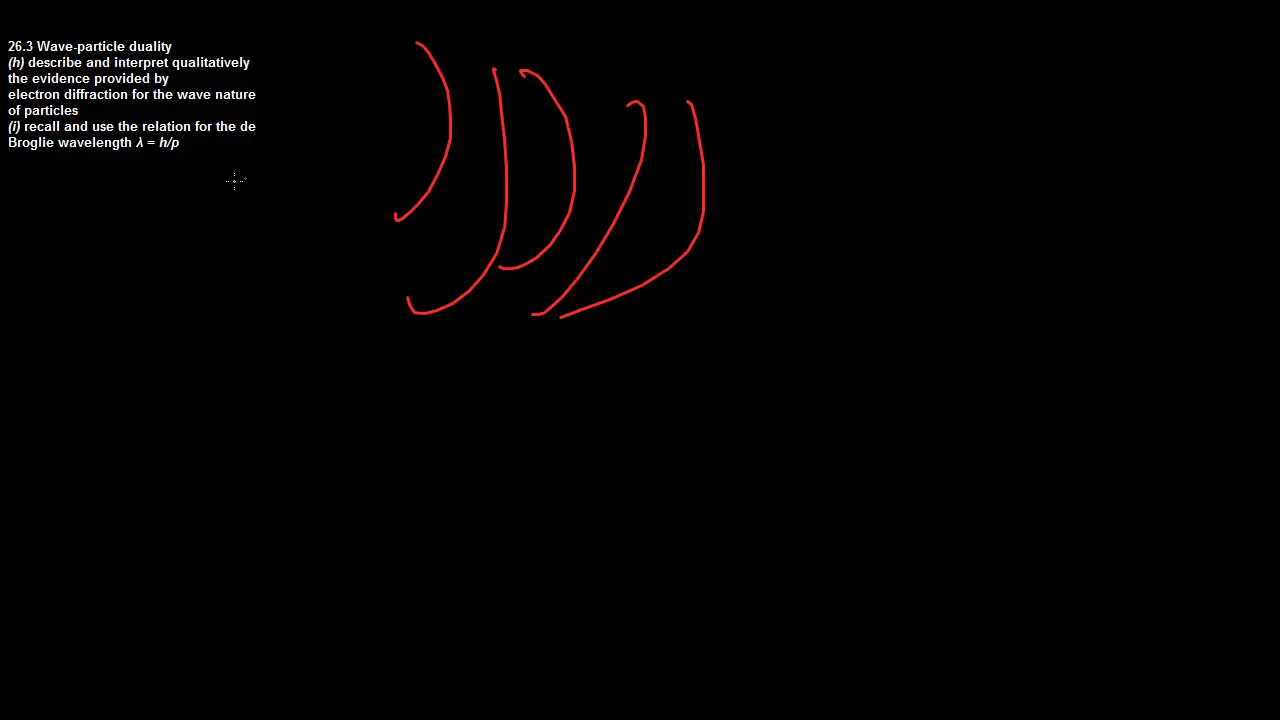 26.3 Wave-particle duality
(h) describe and interpret qualitatively
the evidence provided by
electron diffraction for the wave nature
of particles
(i) recall and use the relation for the de
Broglie wavelength λ = h/p